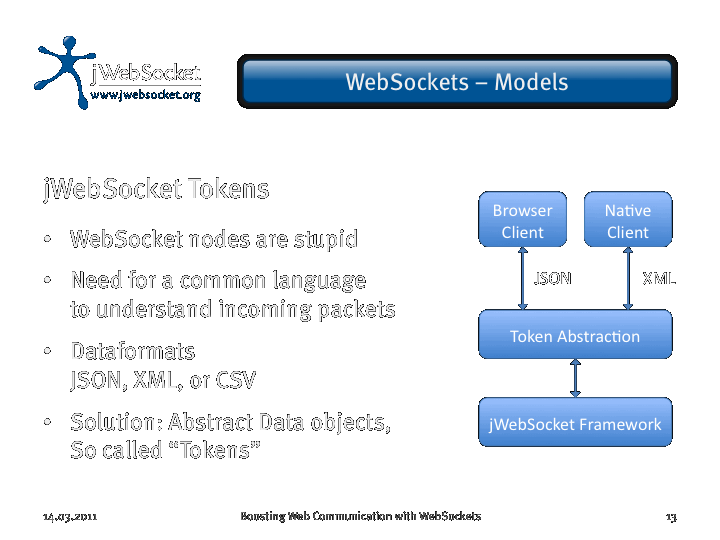 jWebSocket
www.jwebsocket.org
WebSockets – Models
jWebSocket Tokens
• WebSocket nodes are stupid
• Need for a common language
to understand incoming packets
• Dataformats
JSON, XML, or CSV
• Solution: Abstract Data objects,
So called “Tokens”
Browser
Client
Native
Client
JSON
XML
Token Abstraction
jWebSocket Framework
14.03.2011
Boosting Web Communication with WebSockets
13